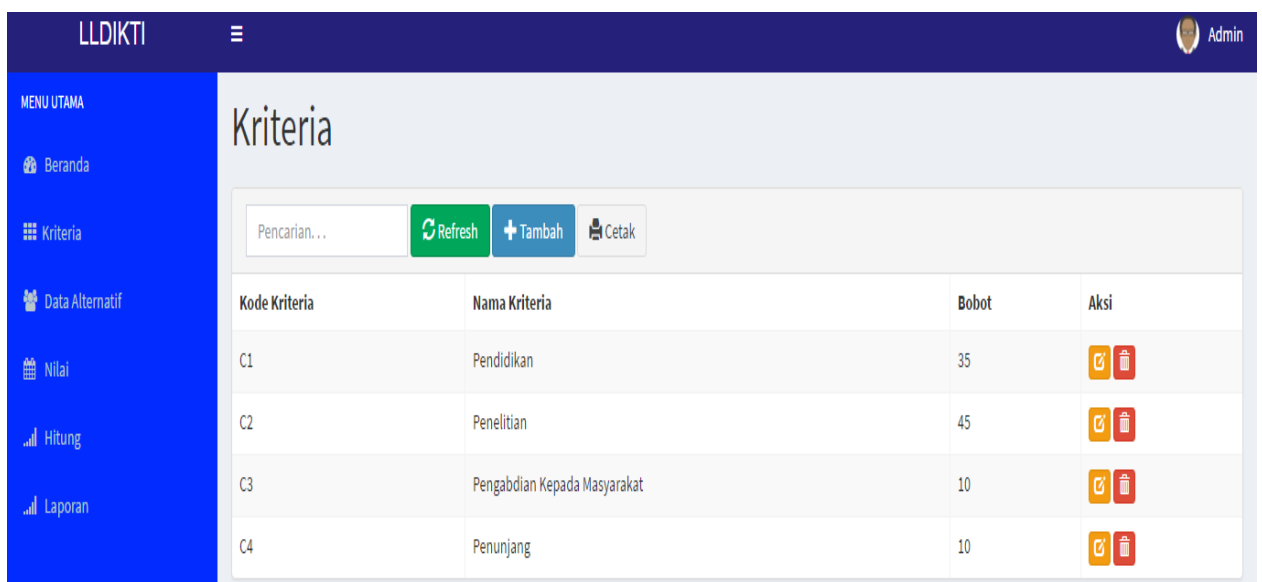 LLDIKTI
Admin
MENU UTAMA
Beranda
Kriteria
Data Alternatif
Nilai
Hitung
Laporan
Kriteria
Pencarian... Refresh Tambah Cetak
Kode Kriteria Nama Kriteria Bobot Aksi
C1 Pendidikan 35
C2 Penelitian 45
C3 Pengabdian Kepada Masyarakat 10
C4 Penunjang 10